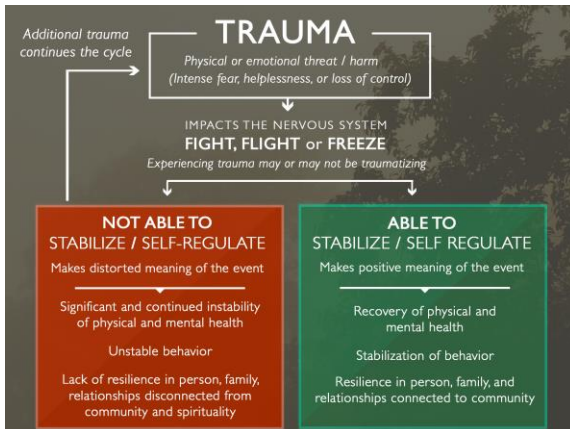 Additional trauma
continues the cycle
TRAUMA
Physical or emotional threat / harm
(Intense fear, helplessness, or loss of control)
IMPACTS THE NERVOUS SYSTEM
FIGHT, FLIGHT or FREEZE
Experiencing trauma may or may not be traumatizing
NOT ABLE TO
STABILIZE / SELF-REGULATE
Makes distorted meaning of the event
Significant and continued instability
of physical and mental health
Unstable behavior
Lack of resilience in person, family,
relationships disconnected from
community and spirituality
ABLE TO
STABILIZE / SELF REGULATE
Makes positive meaning of the event
Recovery of physical and
mental health
Stabilization of behavior
Resilience in person, family, and
relationships connected to community